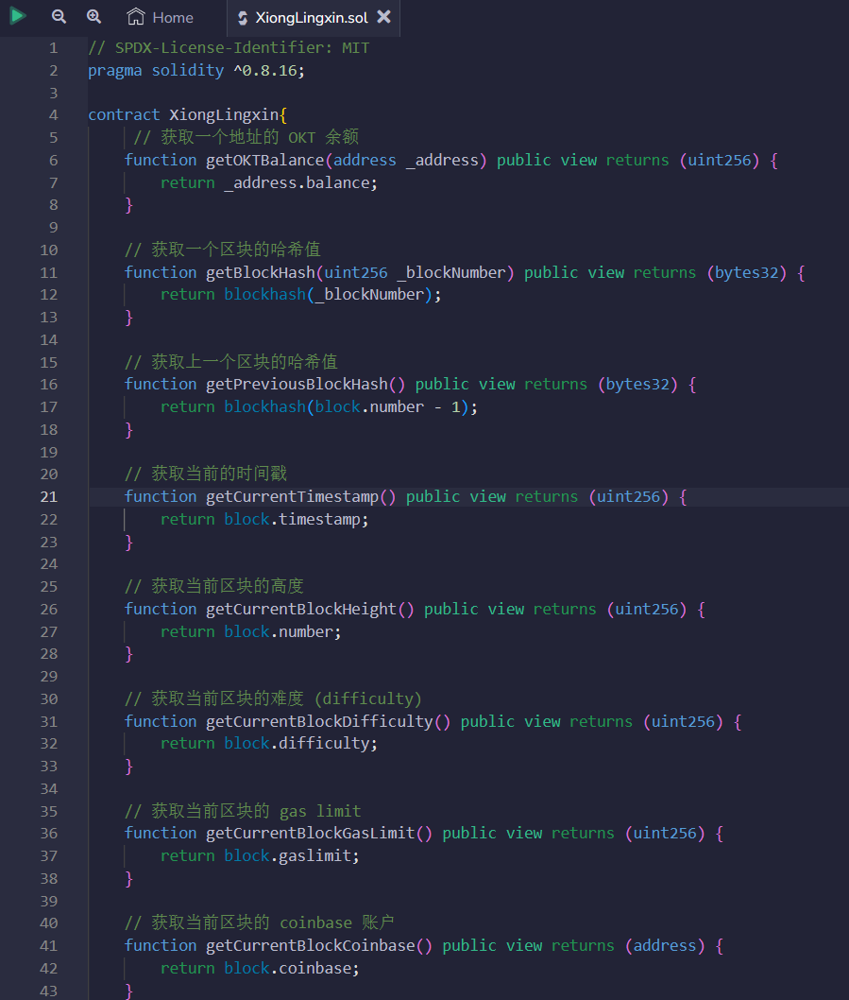 Home XiongLingxin.sol
1 // SPDX-License-Identifier: MIT
2 pragma solidity ^0.8.16;
3
4 contract XiongLingxin{
5 // 获取一个地址的 OKT 余额
6 function getOKTBalance(address _address) public view returns (uint256) {
7 return _address.balance;
8 }
9
10 // 获取一个区块的哈希值
11 function getBlockHash(uint256 _blockNumber) public view returns (bytes32) {
12 return blockhash(_blockNumber);
13 }
14
15 // 获取上一个区块的哈希值
16 function getPreviousBlockHash() public view returns (bytes32) {
17 return blockhash(block.number - 1);
18 }
19
20 // 获取当前的时间戳
21 function getCurrentTimestamp() public view returns (uint256) {
22 return block.timestamp;
23 }
24
25 // 获取当前区块的高度
26 function getCurrentBlockHeight() public view returns (uint256) {
27 return block.number;
28 }
29
30 // 获取当前区块的难度 (difficulty)
31 function getCurrentBlockDifficulty() public view returns (uint256) {
32 return block.difficulty;
33 }
34
35 // 获取当前区块的 gas limit
36 function getCurrentBlockGasLimit() public view returns (uint256) {
37 return block.gaslimit;
38 }
39
40 // 获取当前区块的 coinbase 账户
41 function getCurrentBlockCoinbase() public view returns (address) {
42 return block.coinbase;
43 }